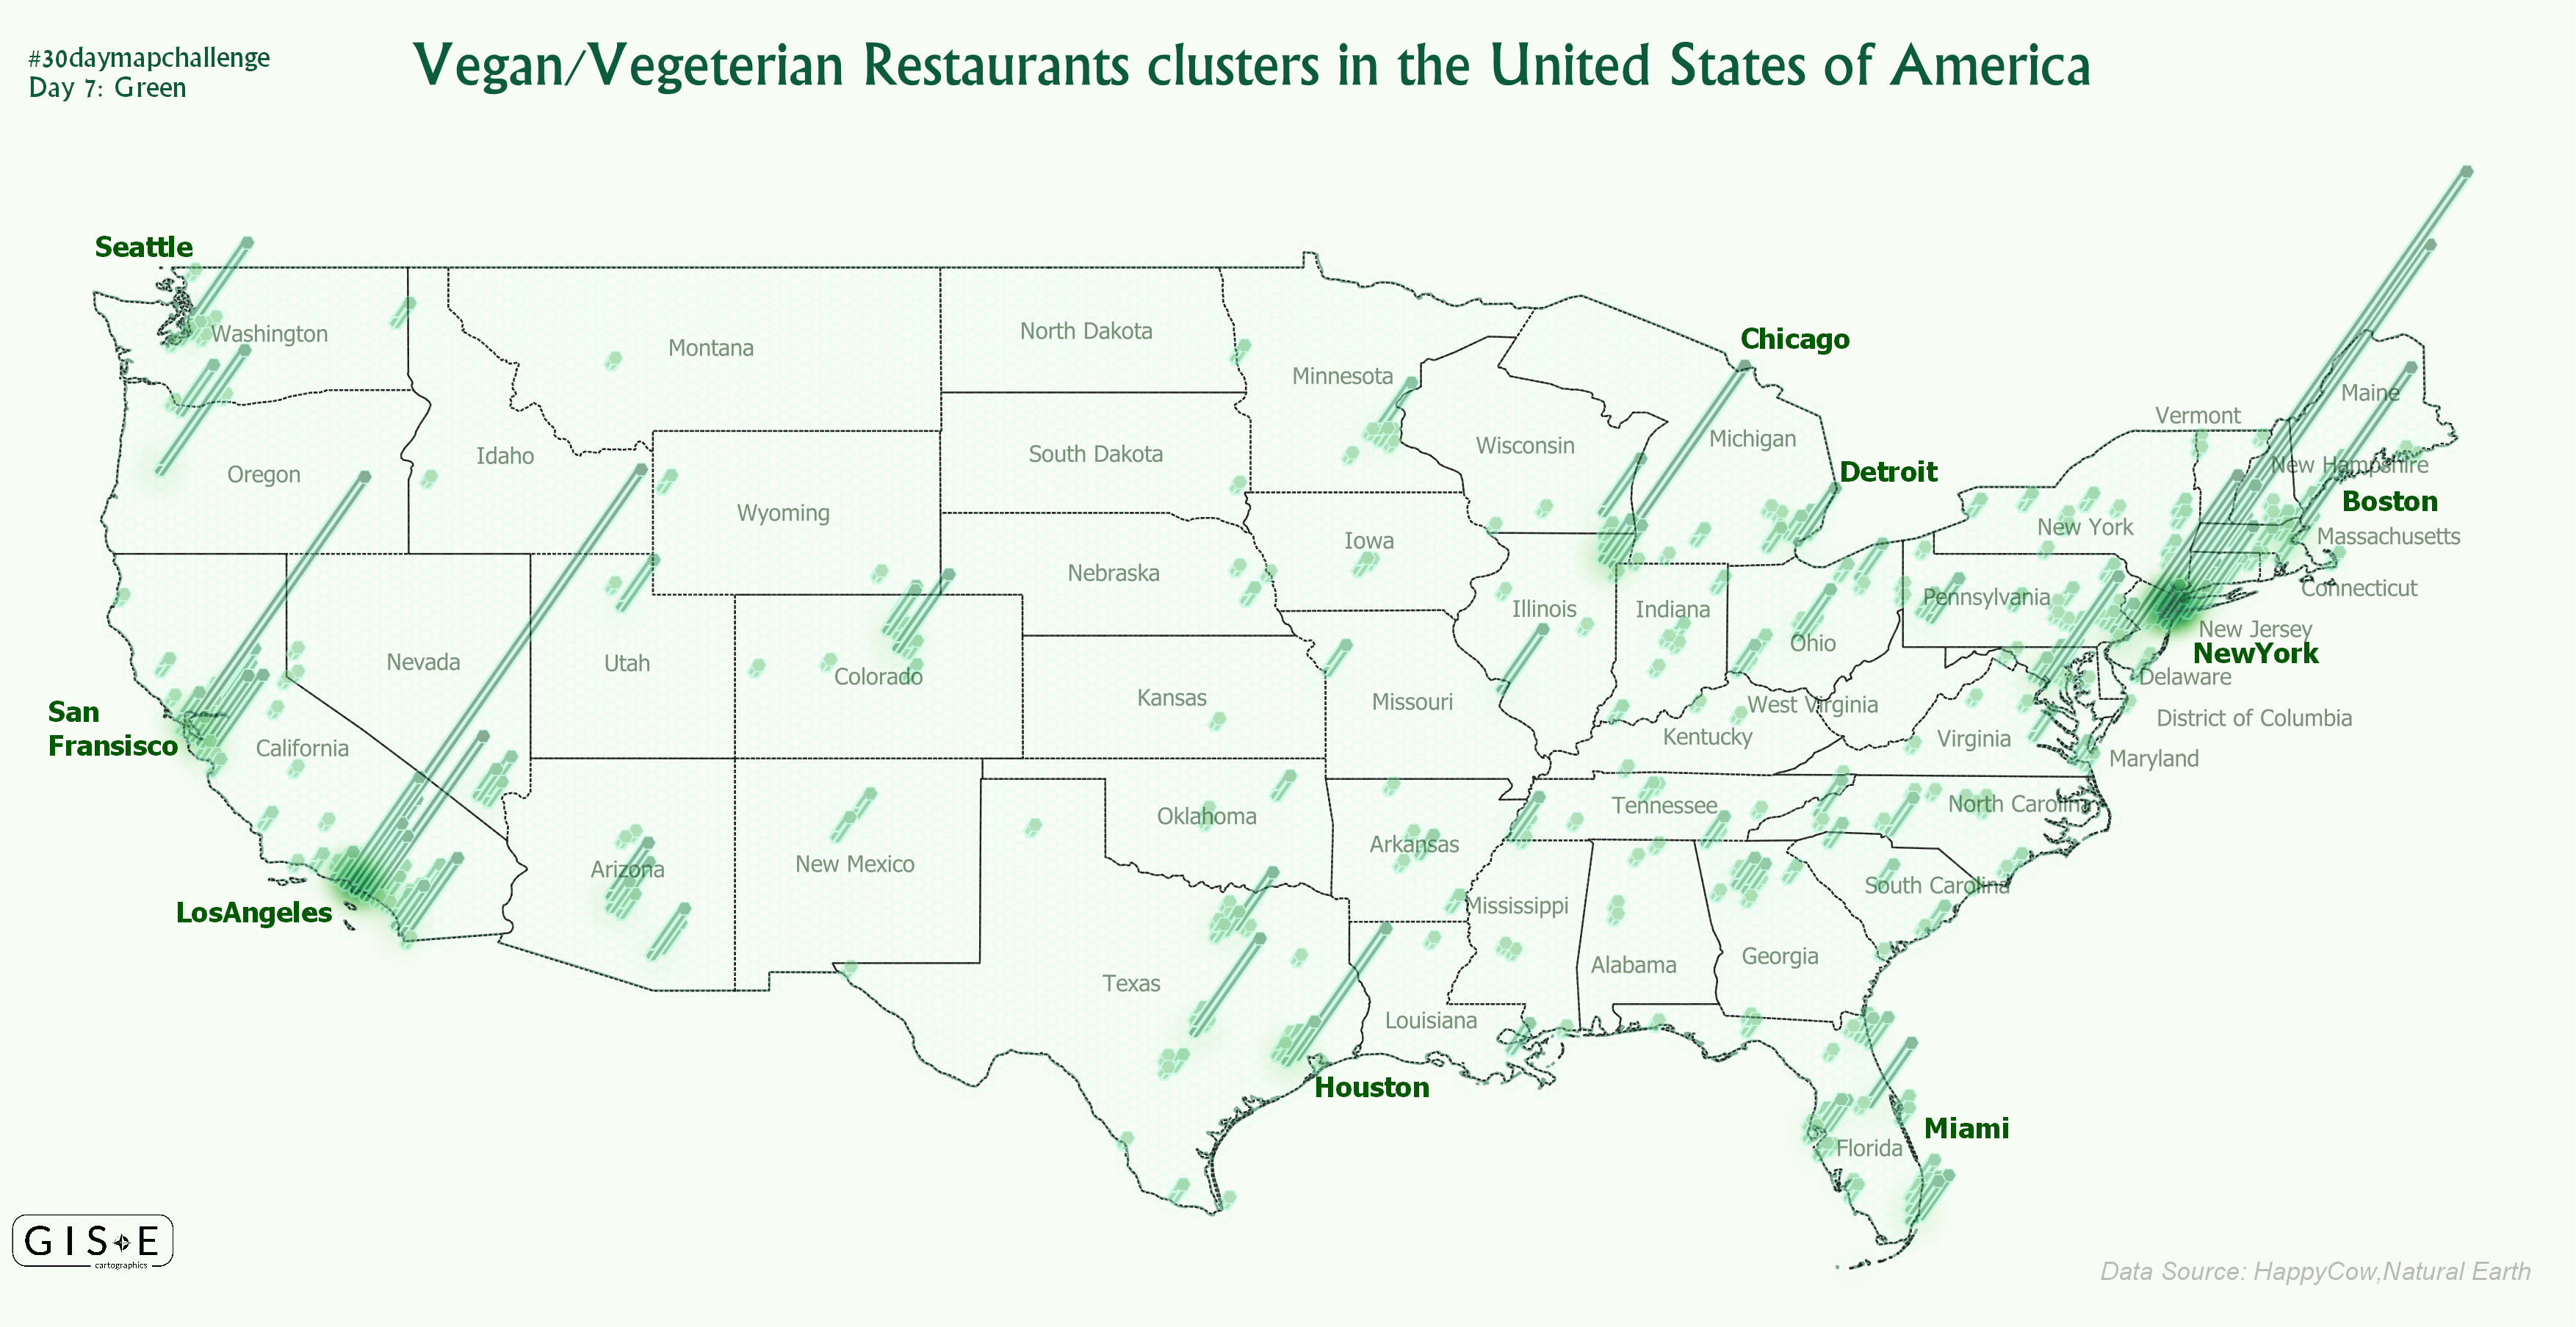 #30daymapchallenge
Day 7: Green
Vegan/Vegeterian Restaurants clusters in the United States of America
Seattle
Washington
Montana
North Dakota
Minnesota
Chicago
Vermont
Maine
Oregon
Idaho
Wyoming
South Dakota
Wisconsin
Michigan
Detroit
New Hampshire
Boston
New York
Massachusetts
Iowa
Nebraska
Connecticut
Illinois
Indiana
Ohio
Pennsylvania
New Jersey
NewYork
Delaware
San
Fransisco
California
Nevada
Utah
Colorado
Kansas
Missouri
West Virginia
District of Columbia
Kentucky
Virginia
Maryland
LosAngeles
Arizona
New Mexico
Oklahoma
Arkansas
Tennessee
North Carolina
Mississippi
South Carolina
Texas
Alabama
Georgia
Louisiana
Houston
Miami
Florida
GIS E
cartographics
Data Source: HappyCow,Natural Earth